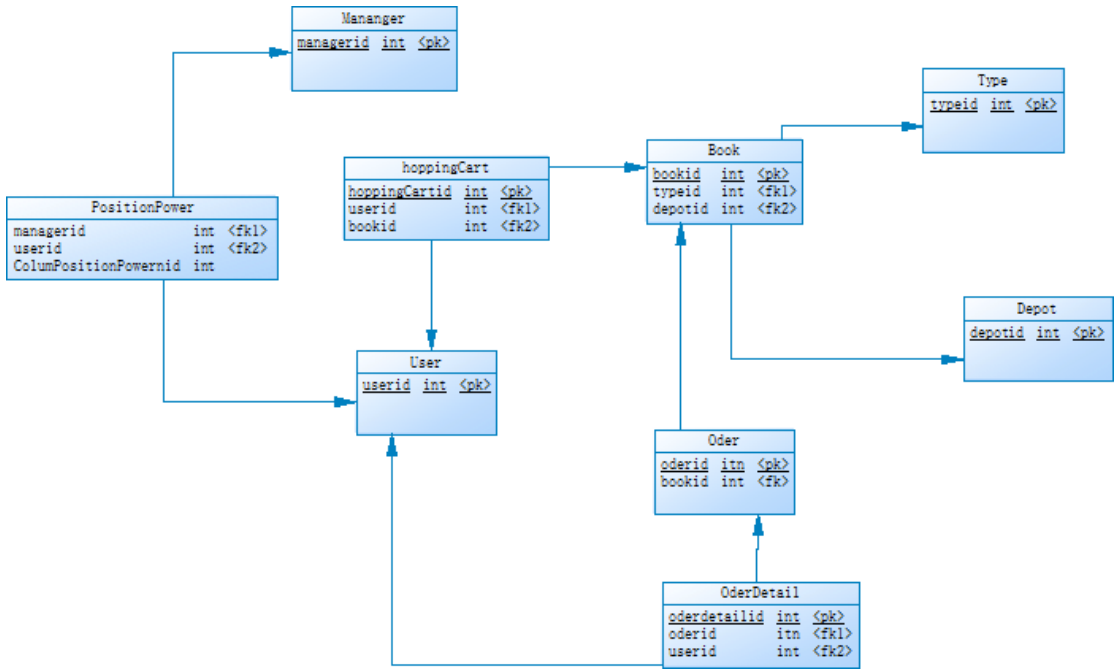 Mananger
managerid int <pk>
Type
typeid int <pk>
Book
bookid int <pk>
typeid int <fk1>
depotid int <fk2>
hoppingCart
hoppingCartid int <pk>
userid int <fk1>
bookid int <fk2>
PositionPower
managerid int <fk1>
userid int <fk2>
ColumPositionPowernid int
Depot
depotid int <pk>
User
userid int <pk>
Oder
oderid itn <pk>
bookid int <fk>
OderDetail
oderdetailid int <pk>
oderid itn <fk1>
userid int <fk2>